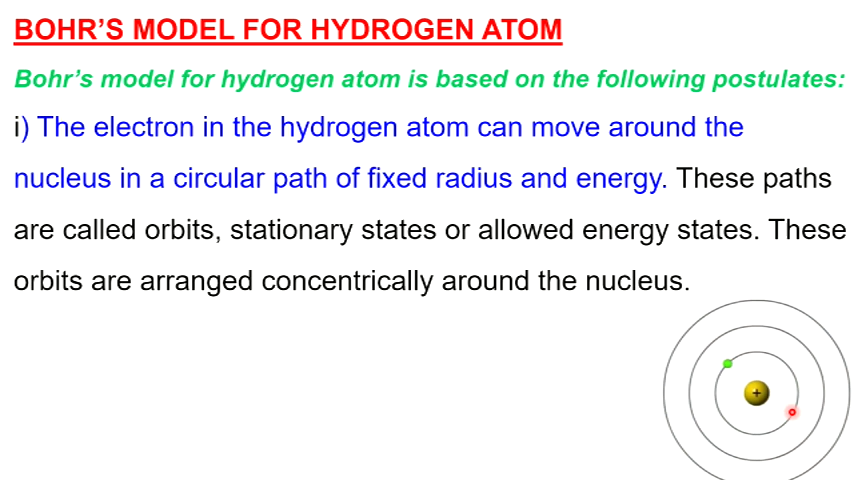 BOHR'S MODEL FOR HYDROGEN ATOM
Bohr's model for hydrogen atom is based on the following postulates:
i) The electron in the hydrogen atom can move around the
nucleus in a circular path of fixed radius and energy. These paths
are called orbits, stationary states or allowed energy states. These
orbits are arranged concentrically around the nucleus.
+